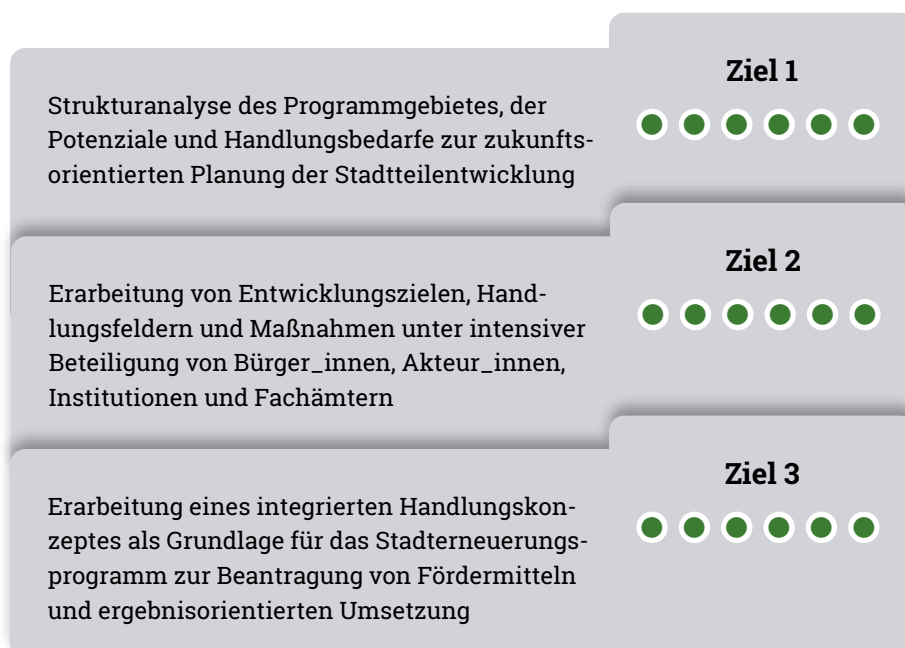 Ziel 1
Strukturanalyse des Programmgebietes, der
Potenziale und Handlungsbedarfe zur zukunfts-
orientierten Planung der Stadtteilentwicklung
Ziel 2
Erarbeitung von Entwicklungszielen, Hand-
lungsfeldern und Maßnahmen unter intensiver
Beteiligung von Bürger_innen, Akteur_innen,
Institutionen und Fachämtern
Ziel 3
Erarbeitung eines integrierten Handlungskon-
zeptes als Grundlage für das Stadterneuerungs-
programm zur Beantragung von Fördermitteln
und ergebnisorientierten Umsetzung